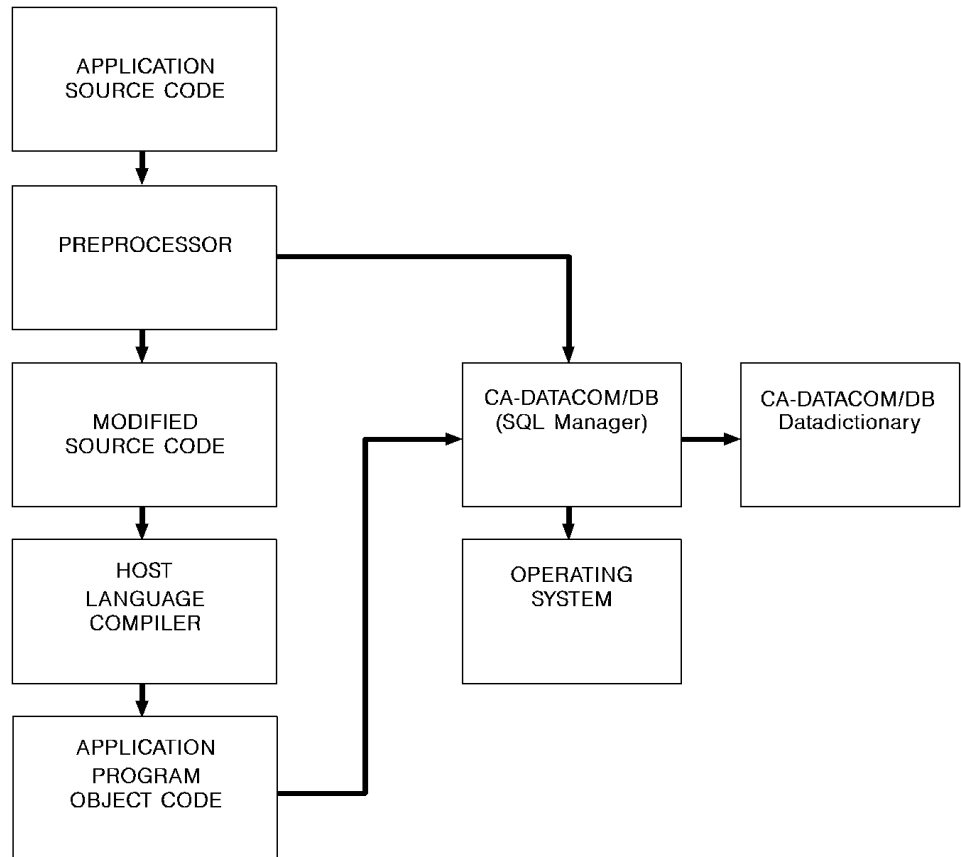 APPLICATION
SOURCE CODE
PREPROCESSOR
MODIFIED
SOURCE CODE
HOST
LANGUAGE
COMPILER
APPLICATION
PROGRAM
OBJECT CODE
CA-DATACOM/DB
(SQL Manager)
CA-DATACOM/DB
Datadictionary
OPERATING
SYSTEM